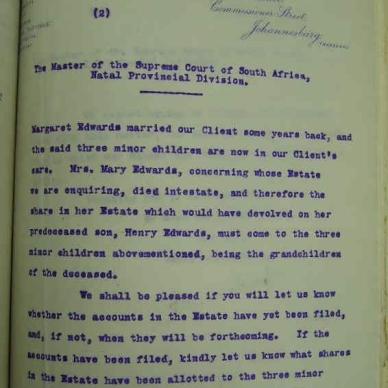 Commissioner Street
Johannesburg
(2)
The Master of the Supreme Court of South Africa,
Natal Provincial Division.
Margaret Edwards married our Client some years back, and
the said three minor children are now in our Client's
care. Mrs. Mary Edwards, concerning whose Estate
we are enquiring, died intestate, and therefore the
share in her Estate which would have devolved on her
predeceased son, Henry Edwards, must come to the three
minor children abovementioned, being the grandchildren
of the deceased.
We shall be pleased if you will let us know
whether the accounts in the Estate have yet been filed,
and, if not, when they will be forthcoming. If the
accounts have been filed, kindly let us know what shares
in the Estate have been allotted to the three minor